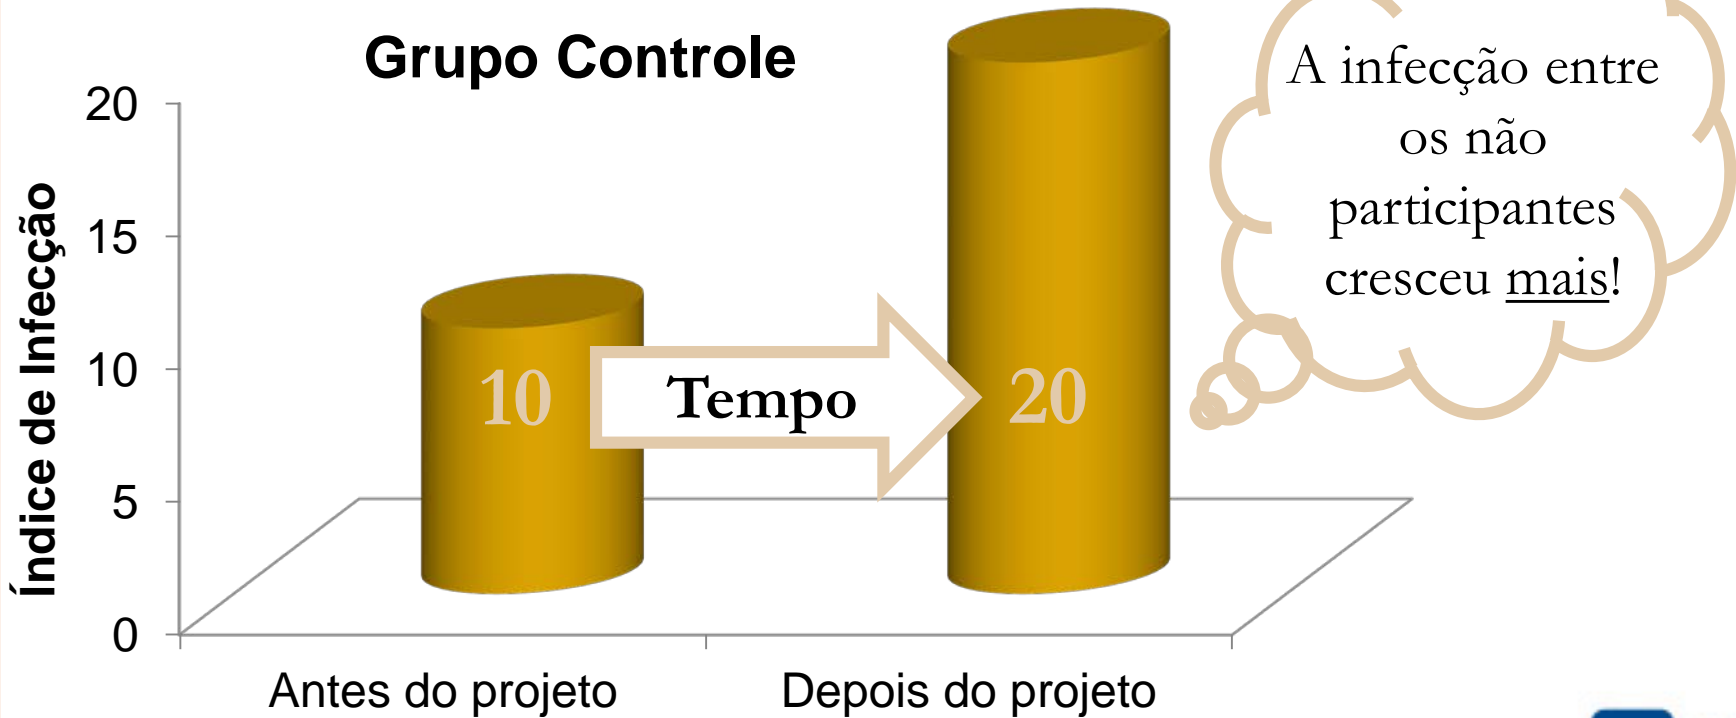 Grupo Controle
A infecção entre
os não
participantes
cresceu mais!
Índice de Infecção
20
15
10
5
0
10
Tempo
20
Antes do projeto
Depois do projeto